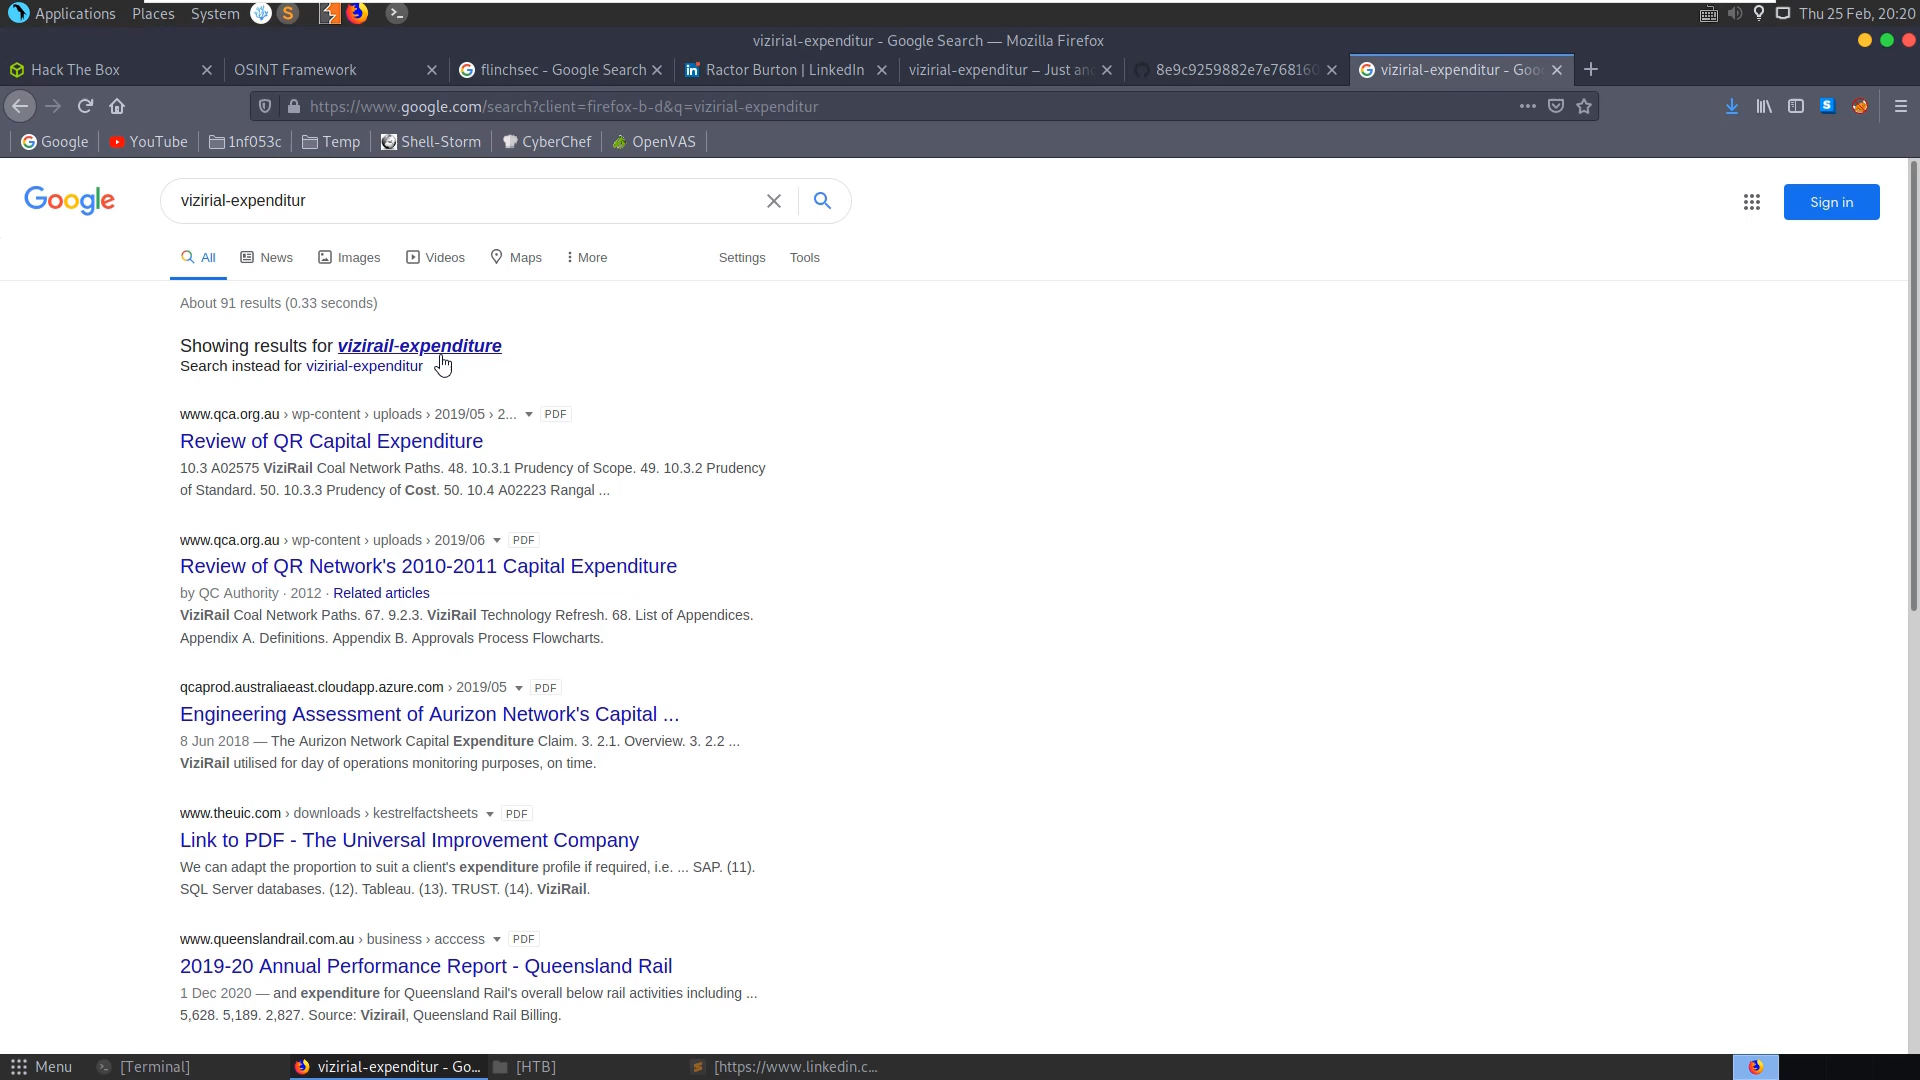 Applications Places System Thu 25 Feb, 20:20
vizirial-expenditur - Google Search — Mozilla Firefox
Hack The Box OSINT Framework flinchsec - Google Search Ractor Burton | LinkedIn vizirial-expenditur – Just an 8e9c9259882e7e768160 vizirial-expenditur - Goo
https://www.google.com/search?client=firefox-b-d&q=vizirial-expenditur
Google YouTube 1nf053c Temp Shell-Storm CyberChef OpenVAS
Google vizirial-expenditur Sign in
All News Images Videos Maps More Settings Tools
About 91 results (0.33 seconds)
Showing results for vizirail-expenditure
Search instead for vizirial-expenditur
www.qca.org.au › wp-content › uploads › 2019/05 › 2... PDF
Review of QR Capital Expenditure
10.3 A02575 ViziRail Coal Network Paths. 48. 10.3.1 Prudency of Scope. 49. 10.3.2 Prudency
of Standard. 50. 10.3.3 Prudency of Cost. 50. 10.4 A02223 Rangal ...
www.qca.org.au › wp-content › uploads › 2019/06 PDF
Review of QR Network's 2010-2011 Capital Expenditure
by QC Authority · 2012 · Related articles
ViziRail Coal Network Paths. 67. 9.2.3. ViziRail Technology Refresh. 68. List of Appendices.
Appendix A. Definitions. Appendix B. Approvals Process Flowcharts.
qcaprod.australiaeast.cloudapp.azure.com › 2019/05 PDF
Engineering Assessment of Aurizon Network's Capital ...
8 Jun 2018 — The Aurizon Network Capital Expenditure Claim. 3. 2.1. Overview. 3. 2.2 ...
ViziRail utilised for day of operations monitoring purposes, on time.
www.theuic.com › downloads › kestrelfactsheets PDF
Link to PDF - The Universal Improvement Company
We can adapt the proportion to suit a client's expenditure profile if required, i.e. ... SAP. (11).
SQL Server databases. (12). Tableau. (13). TRUST. (14). ViziRail.
www.queenslandrail.com.au › business › acccess PDF
2019-20 Annual Performance Report - Queensland Rail
1 Dec 2020 — and expenditure for Queensland Rail's overall below rail activities including ...
5,628. 5,189. 2,827. Source: Vizirail, Queensland Rail Billing.
Menu [Terminal] vizirial-expenditur - Go... [HTB] [https://www.linkedin.c...